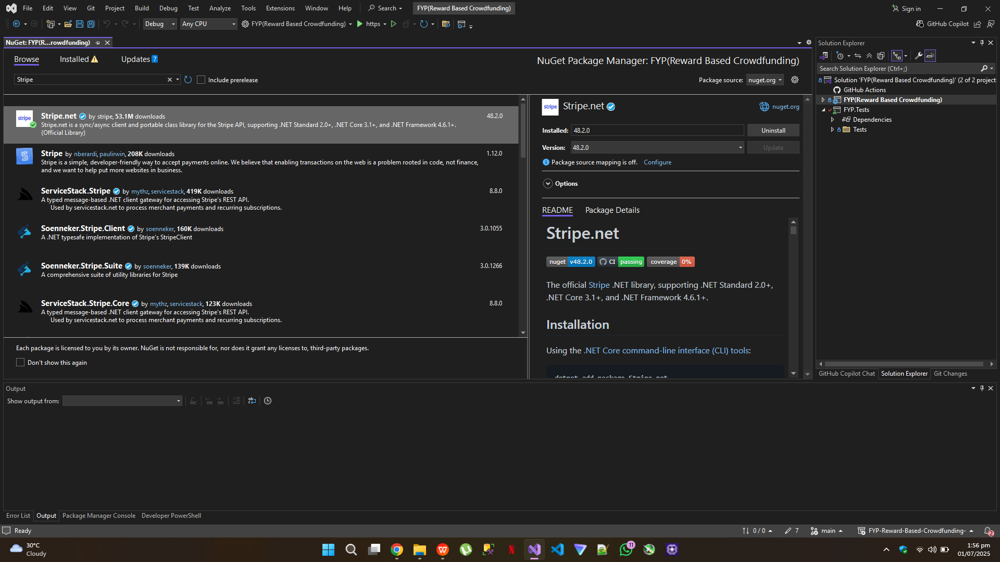 File Edit View Git Project Build Debug Test Analyze Tools Extensions Window Help Search FYP(Reward Based Crowdfunding) Sign in
Debug Any CPU FYP(Reward Based Crowdfunding) https GitHub Copilot
NuGet: FYP(R...rowdfunding)
Browse Installed Updates 7
NuGet Package Manager: FYP(Reward Based Crowdfunding)
Stripe
Include prerelease
Package source: nuget.org
stripe
Stripe.net by stripe, 53.1M downloads 48.2.0
Stripe.net is a sync/async client and portable class library for the Stripe API, supporting .NET Standard 2.0+, .NET Core 3.1+, and .NET Framework 4.6.1+.
(Official Library)
S
Stripe by nberardi, paulirwin, 208K downloads 1.12.0
Stripe is a simple, developer-friendly way to accept payments online. We believe that enabling transactions on the web is a problem rooted in code, not finance,
and we want to help put more websites in business.
ServiceStack.Stripe by mythz, servicestack, 419K downloads 8.8.0
A typed message-based .NET client gateway for accessing Stripe's REST API.
Used by servicestack.net to process merchant payments and recurring subscriptions.
Soenneker.Stripe.Client by soenneker, 160K downloads 3.0.1055
A .NET typesafe implementation of Stripe's StripeClient
Soenneker.Stripe.Suite by soenneker, 139K downloads 3.0.1266
A comprehensive suite of utility libraries for Stripe
ServiceStack.Stripe.Core by mythz, servicestack, 123K downloads 8.8.0
A typed message-based .NET client gateway for accessing Stripe's REST API.
Used by servicestack.net to process merchant payments and recurring subscriptions.
Each package is licensed to you by its owner. NuGet is not responsible for, nor does it grant any licenses to, third-party packages.
Don't show this again
stripe Stripe.net nuget.org
Installed: 48.2.0 Uninstall
Version: 48.2.0 Update
Package source mapping is off. Configure
Options
README Package Details
Stripe.net
nuget v48.2.0 CI passing coverage 0%
The official Stripe .NET library, supporting .NET Standard 2.0+,
.NET Core 3.1+, and .NET Framework 4.6.1+.
Installation
Using the .NET Core command-line interface (CLI) tools:
dotnet add package Stripe.net
Solution Explorer
Search Solution Explorer (Ctrl+;)
Solution 'FYP(Reward Based Crowdfunding)' (2 of 2 project
GitHub Actions
FYP(Reward Based Crowdfunding)
FYP.Tests
Dependencies
Tests
GitHub Copilot Chat Solution Explorer Git Changes
Output
Show output from:
Error List Output Package Manager Console Developer PowerShell
Ready 0 / 0 7 main FYP-Reward-Based-Crowdfunding- 2
30°C
Cloudy
W
N
11
1:56 pm
01/07/2025